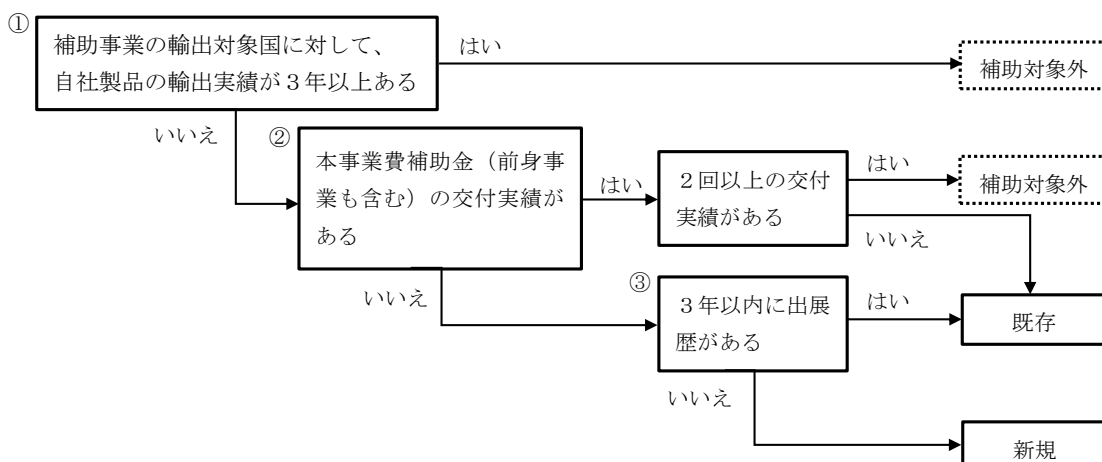 ①
補助事業の輸出対象国に対して、
自社製品の輸出実績が３年以上ある
はい
補助対象外
いいえ
②
本事業費補助金（前身事
業も含む）の交付実績が
ある
はい
２回以上の交付
実績がある
はい
補助対象外
いいえ
いいえ
③
３年以内に出展
歴がある
はい
既存
いいえ
新規